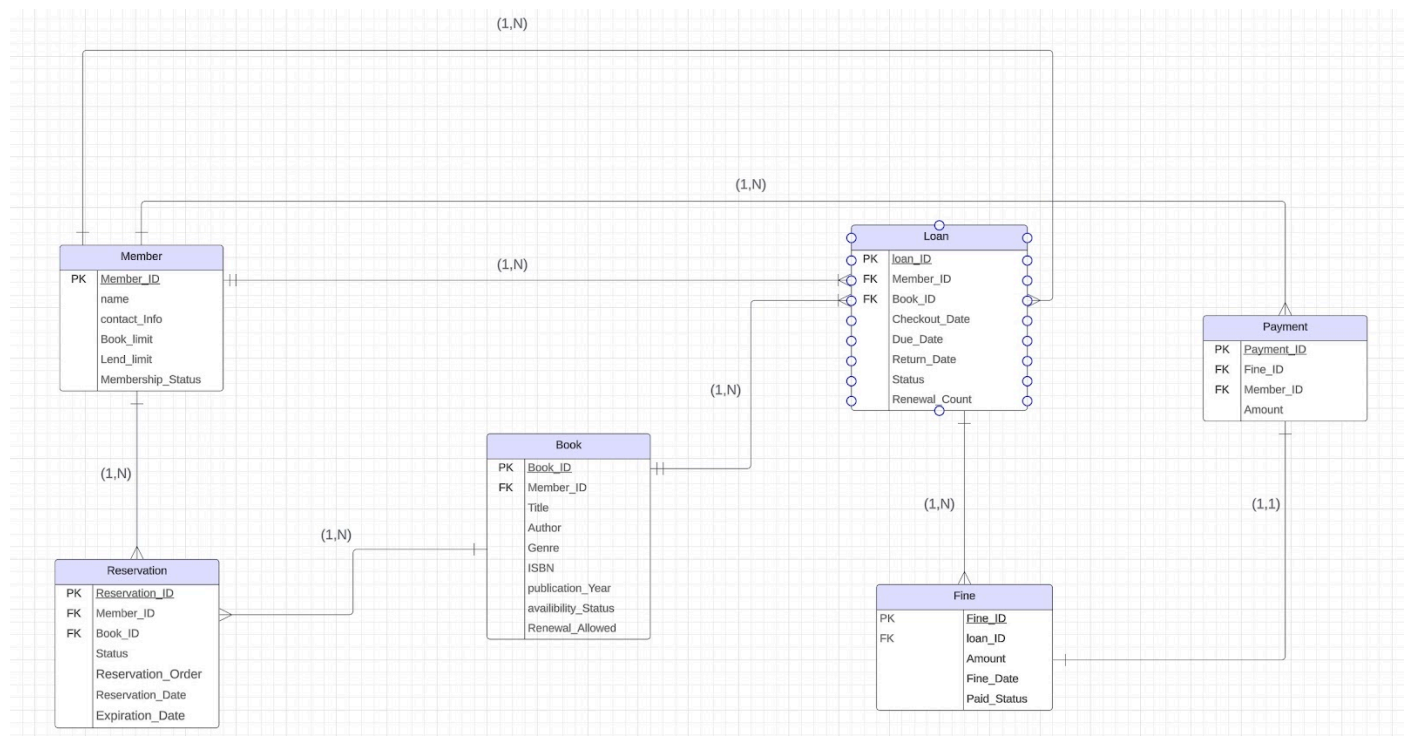 (1,N)
(1,N)
Member
PK Member_ID
name
contact_Info
Book_limit
Lend_limit
Membership_Status
(1,N)
Loan
PK loan_ID
FK Member_ID
FK Book_ID
Checkout_Date
Due_Date
Return_Date
Status
Renewal_Count
Payment
PK Payment_ID
FK Fine_ID
FK Member_ID
Amount
(1,N)
(1,N)
Book
PK Book_ID
FK Member_ID
Title
Author
Genre
ISBN
publication_Year
availibility_Status
Renewal_Allowed
(1,N)
(1,N)
(1,1)
Reservation
PK Reservation_ID
FK Member_ID
FK Book_ID
Status
Reservation_Order
Reservation_Date
Expiration_Date
Fine
PK Fine_ID
FK loan_ID
Amount
Fine_Date
Paid_Status